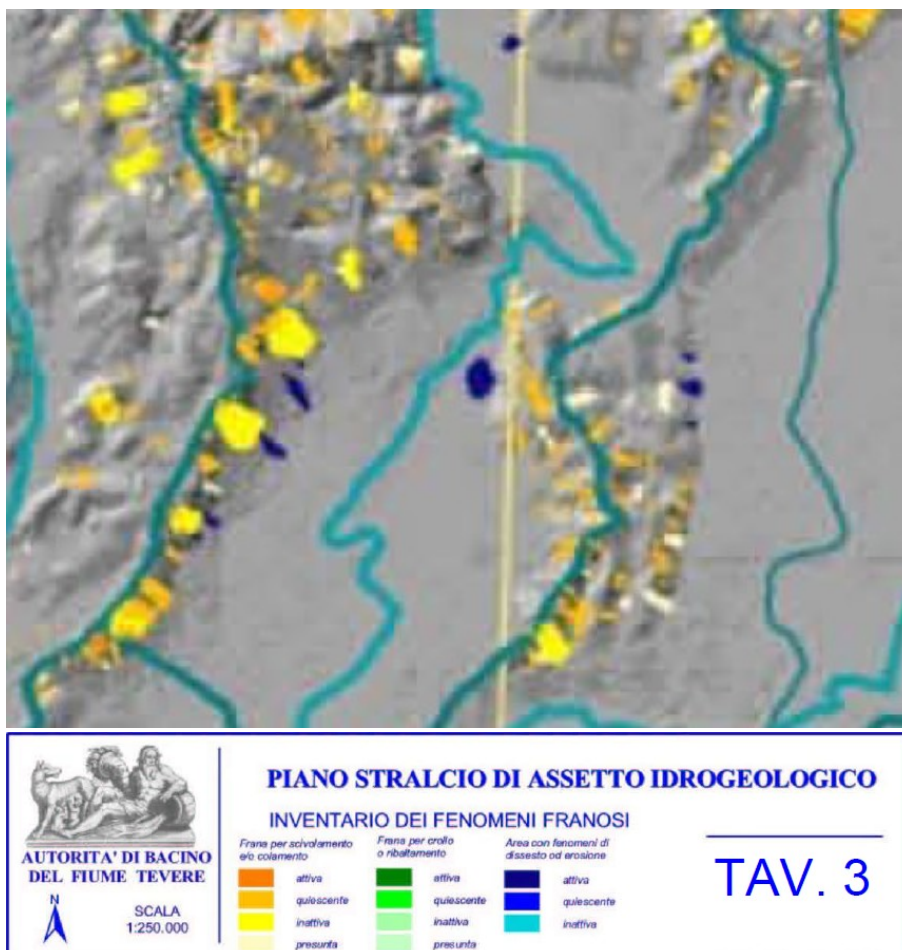 PIANO STRALCIO DI ASSETTO IDROGEOLOGICO
INVENTARIO DEI FENOMENI FRANOSI
AUTORITA' DI BACINO
DEL FIUME TEVERE
N
SCALA
1:250.000
Frana per scivolamento
e/o colamento
attiva
quiescente
inattiva
presunta
Frana per crollo
o ribaltamento
attiva
quiescente
inattiva
presunta
Area con fenomeni di
dissesto od erosione
attiva
quiescente
inattiva
TAV. 3